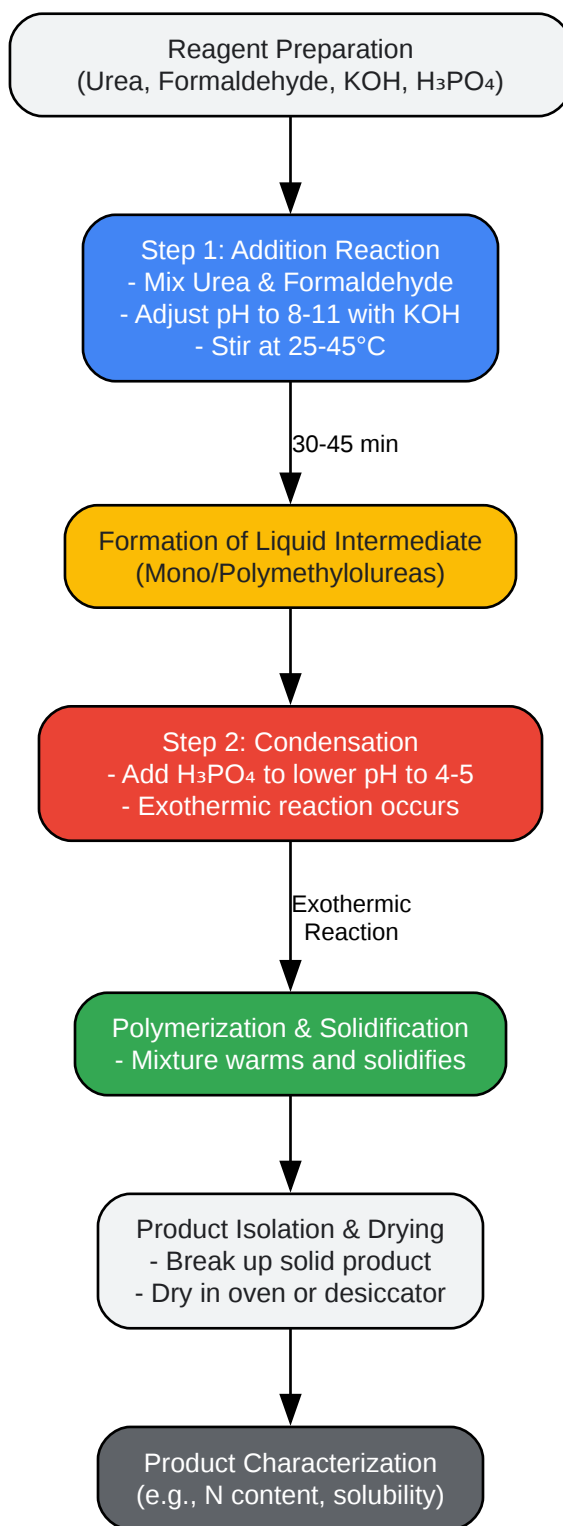 Reagent Preparation
(Urea, Formaldehyde, KOH, H₃PO₄)
Step 1: Addition Reaction
- Mix Urea & Formaldehyde
- Adjust pH to 8-11 with KOH
- Stir at 25-45°C
30-45 min
Formation of Liquid Intermediate
(Mono/Polymethylolureas)
Step 2: Condensation
- Add H₃PO₄ to lower pH to 4-5
- Exothermic reaction occurs
Exothermic
Reaction
Polymerization & Solidification
- Mixture warms and solidifies
Product Isolation & Drying
- Break up solid product
- Dry in oven or desiccator
Product Characterization
(e.g., N content, solubility)